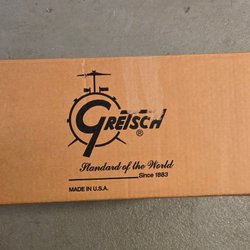 GRETSCH®
Standard of the World
Since 1883
MADE IN U.S.A.